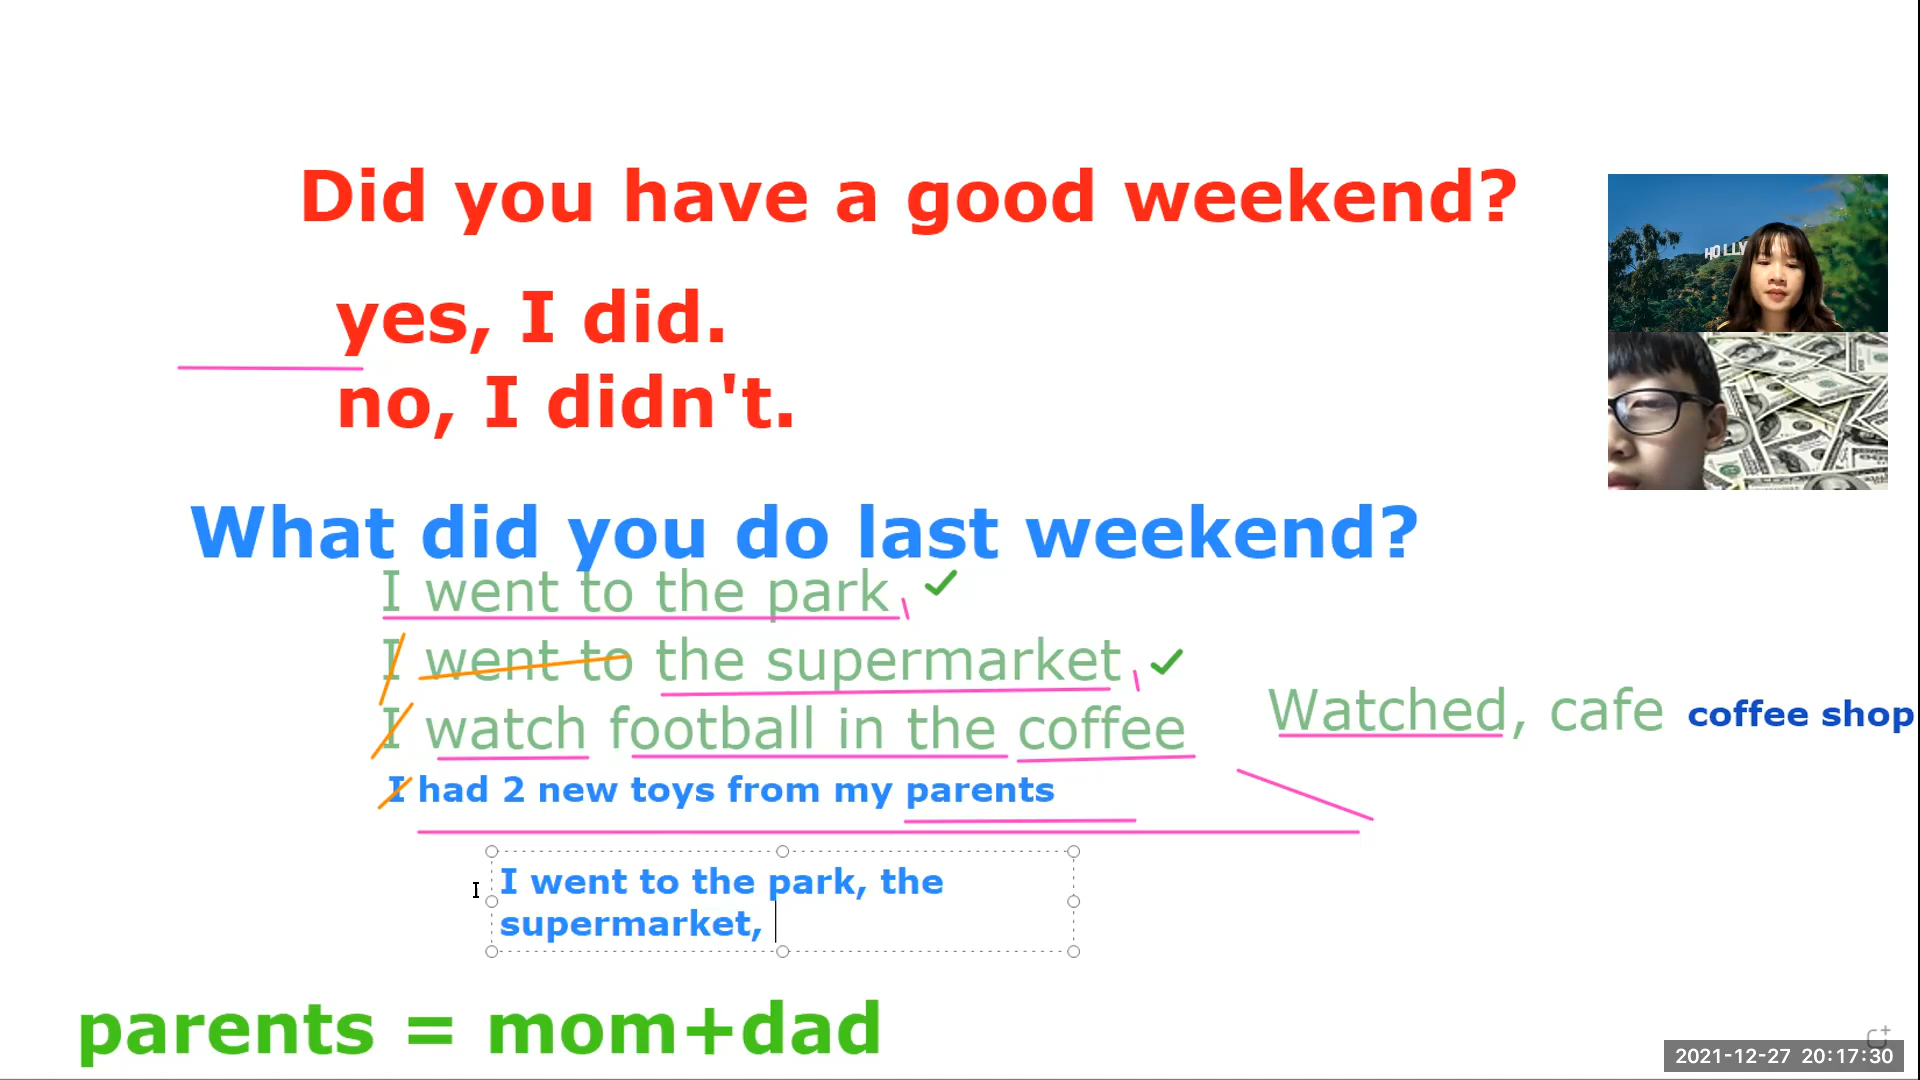 Did you have a good weekend?
HOLLY
yes, I did.
no, I didn't.
What did you do last weekend?
I went to the park
I went to the supermarket
I watch football in the coffee
Watched, cafe
coffee shop
I had 2 new toys from my parents
I went to the park, the
supermarket,
parents = mom+dad
2021-12-27 20:17:30